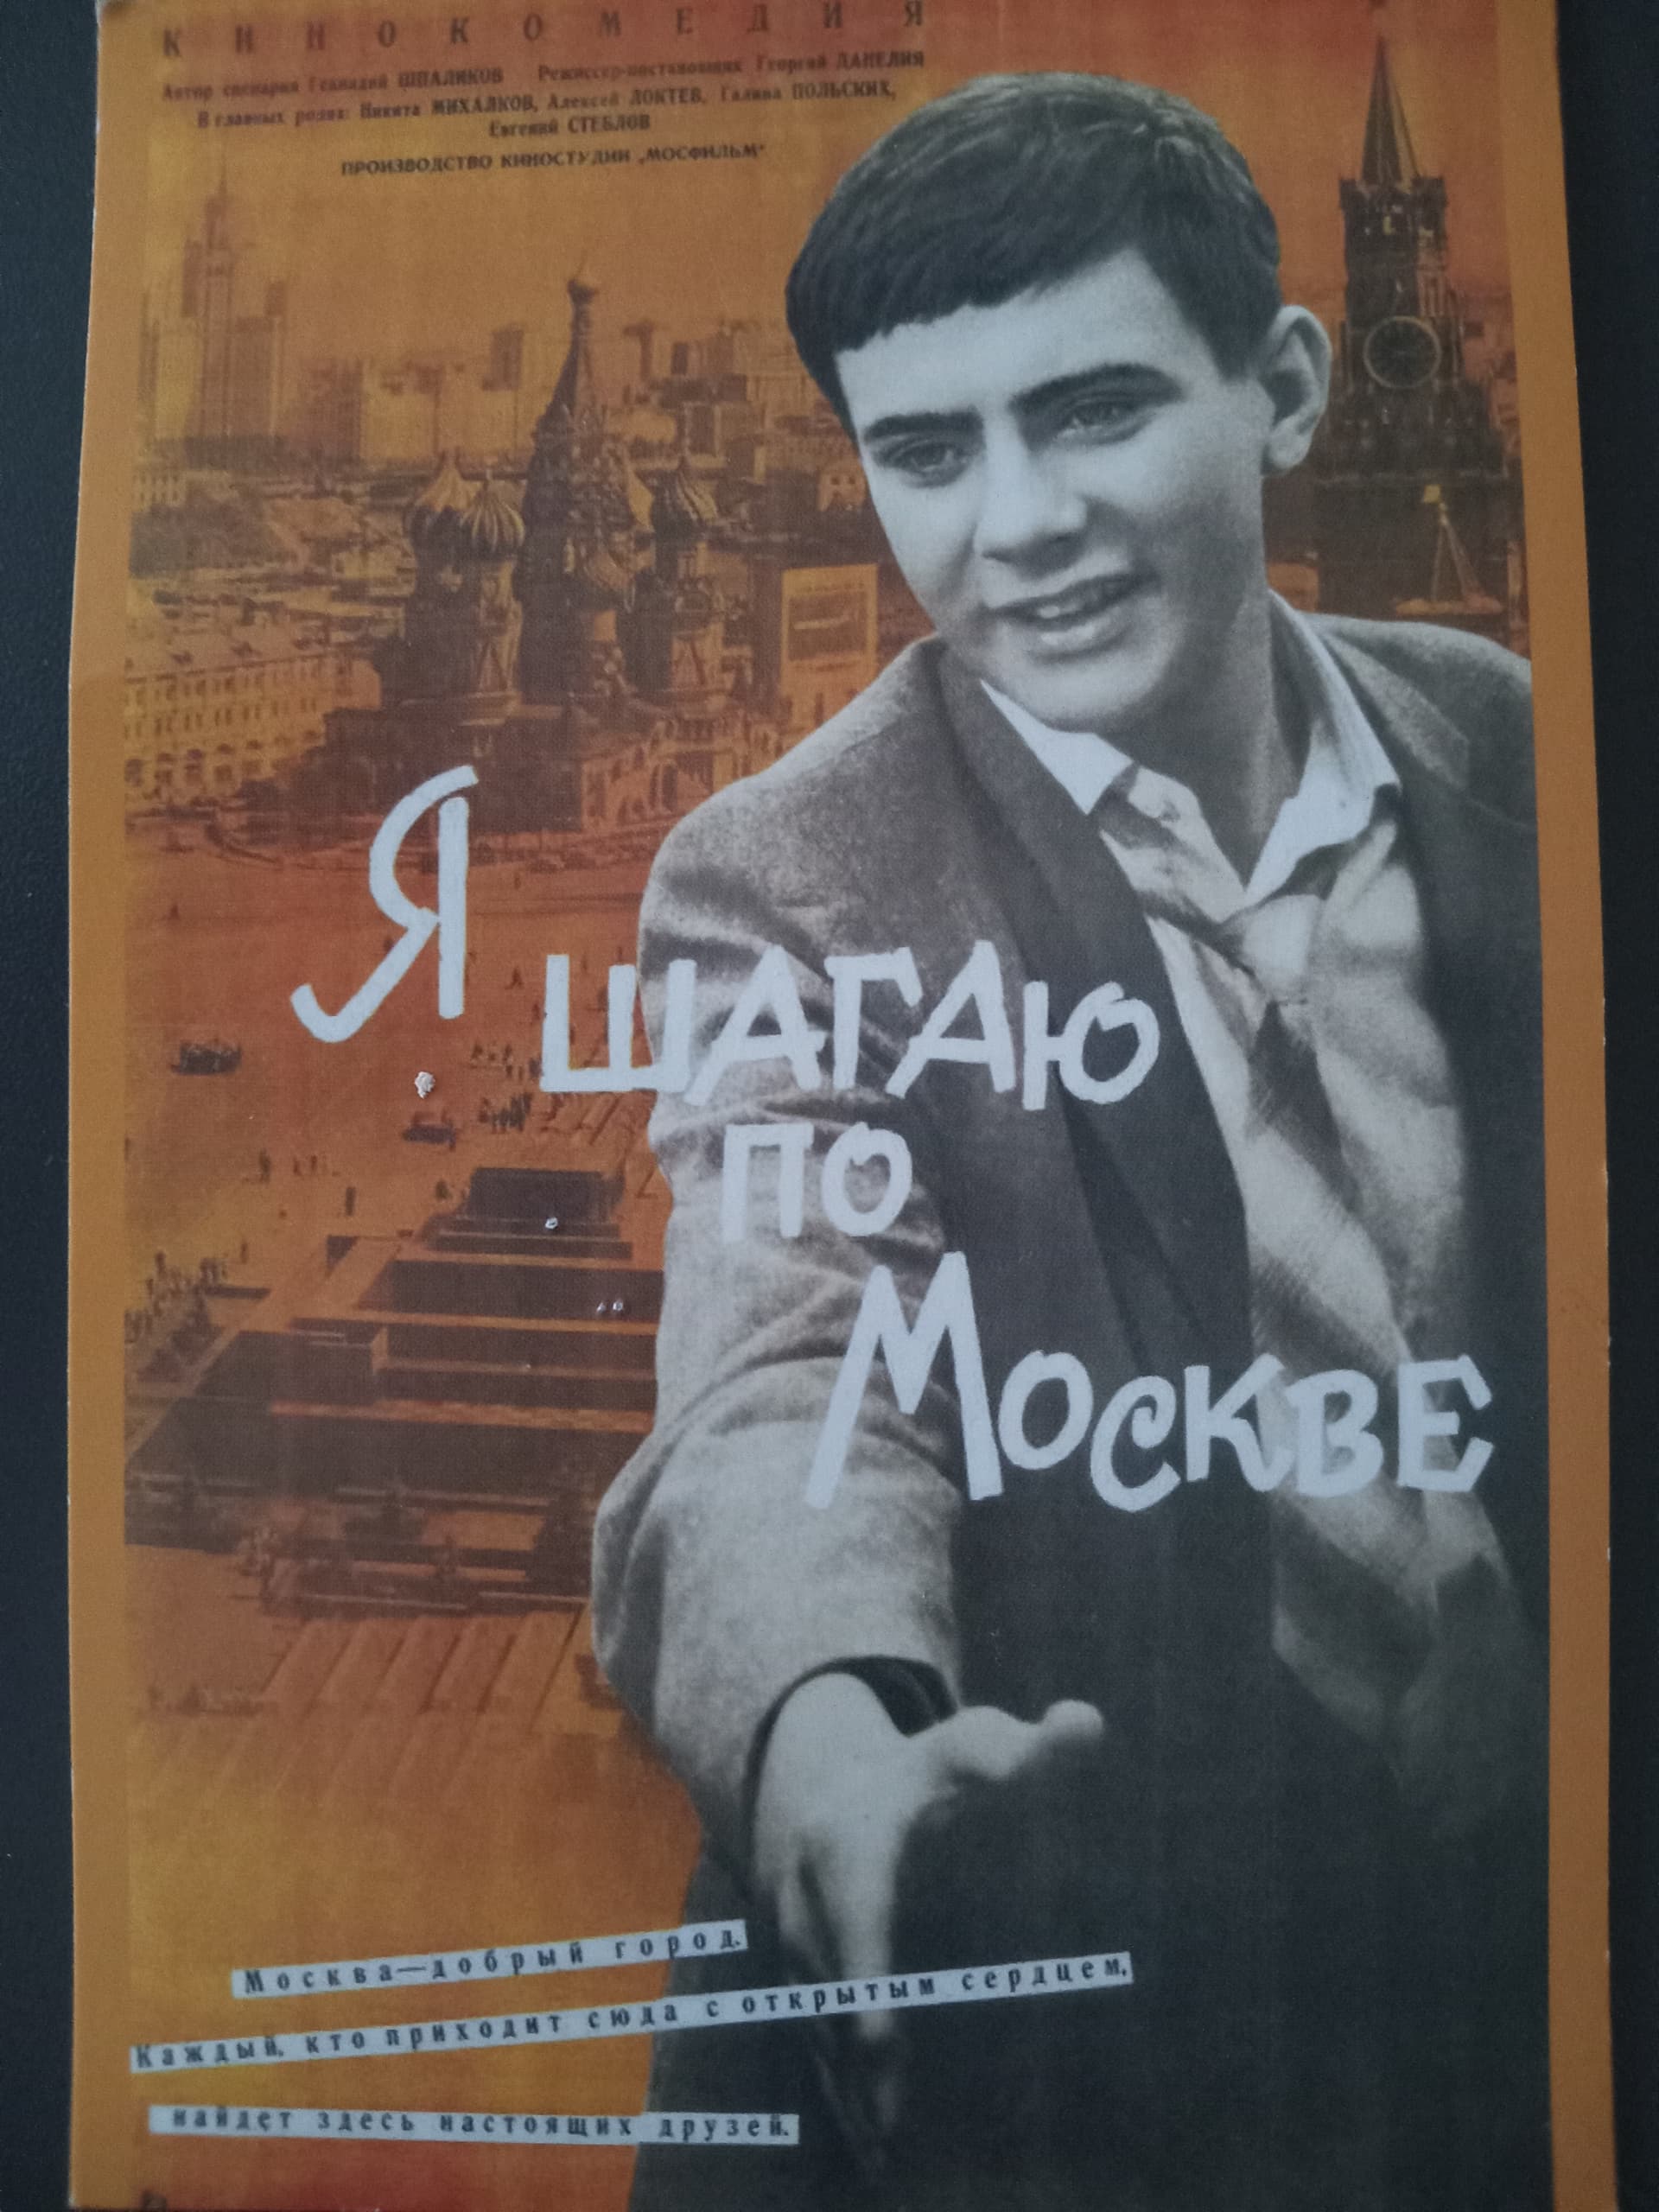 КИНОКОМЕДИЯ
Автор сценария Геннадий ШПАЛИКОВ Режиссер-постановщик Георгий ДАНЕЛИЯ
В главных ролях: Никита МИХАЛКОВ, Алексей ЛОКТЕВ, Галина ПОЛЬСКИХ,
Евгений СТЕБЛОВ
ПРОИЗВОДСТВО КИНОСТУДИИ „МОСФИЛЬМ"
Я
ШАГАЮ
ПО
МОСКВЕ
Москва—добрый город.
Каждый, кто приходит сюда с открытым сердцем,
найдет здесь настоящих друзей.